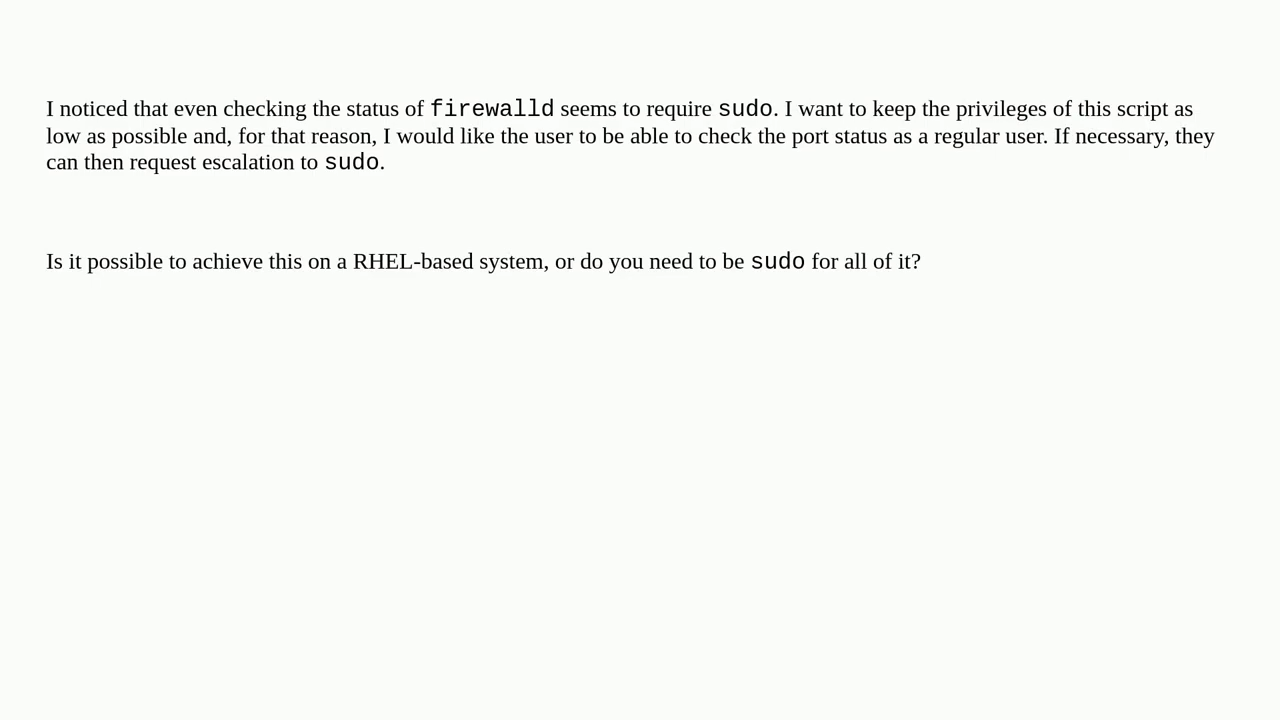 I noticed that even checking the status of firewalld seems to require sudo. I want to keep the privileges of this script as
low as possible and, for that reason, I would like the user to be able to check the port status as a regular user. If necessary, they
can then request escalation to sudo.
Is it possible to achieve this on a RHEL-based system, or do you need to be sudo for all of it?